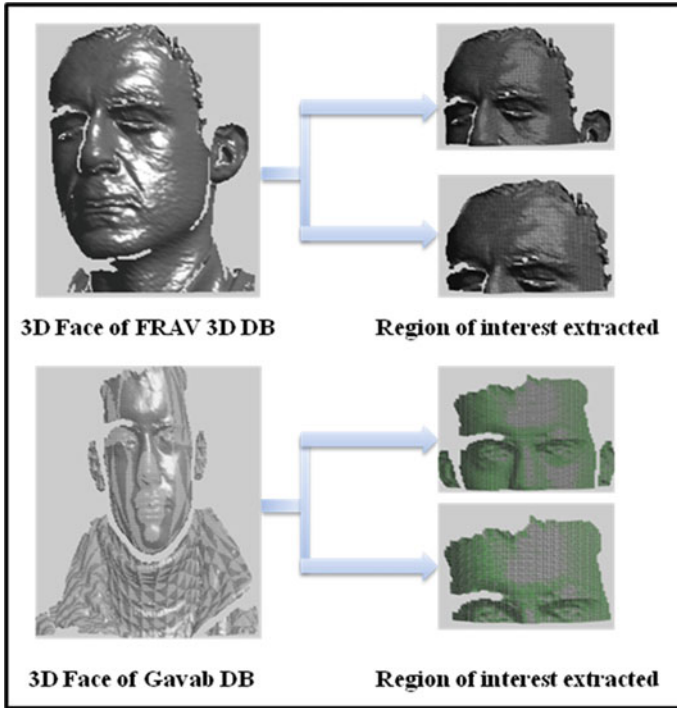 3D Face of FRAV 3D DB
Region of interest extracted
3D Face of Gavab DB
Region of interest extracted